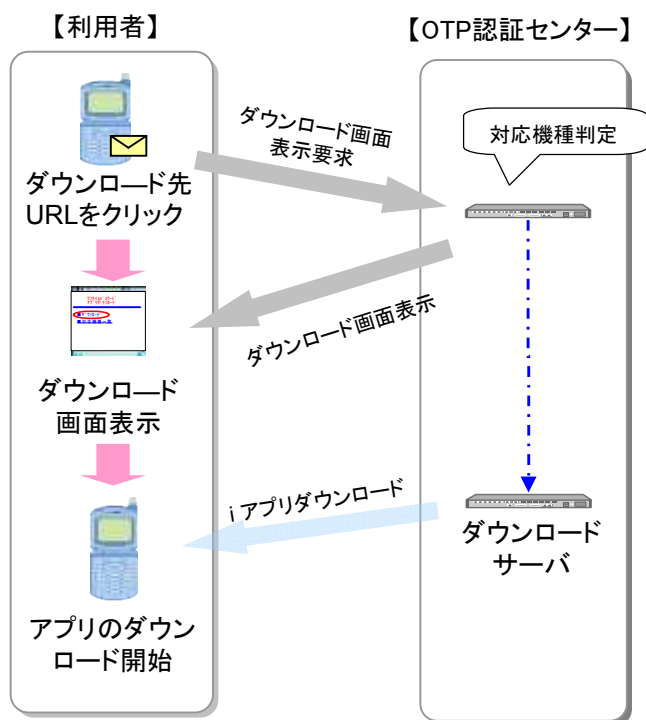 【利用者】
【OTP認証センター】
ダウンロード画面
表示要求
対応機種判定
ダウンロード先
URLをクリック
ダウンロード画面表示
ダウンロード
画面表示
iアプリダウンロード
ダウンロード
サーバ
アプリのダウン
ロード開始